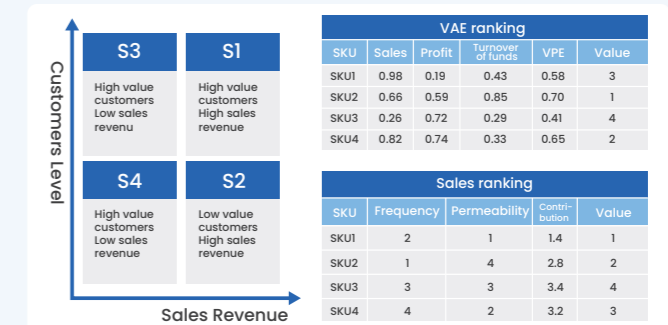 Customers Level
S3
High value
customers
Low sales
revenu
S1
High value
customers
High sales
revenue
S4
High value
customers
Low sales
revenue
S2
Low value
customers
High sales
revenue
Sales Revenue
VAE ranking
SKU Sales Profit Turnover of funds VPE Value
SKU1 0.98 0.19 0.43 0.58 3
SKU2 0.66 0.59 0.85 0.70 1
SKU3 0.26 0.72 0.29 0.41 4
SKU4 0.82 0.74 0.33 0.65 2
Sales ranking
SKU Frequency Permeability Contri- bution Value
SKU1 2 1 1.4 1
SKU2 1 4 2.8 2
SKU3 3 3 3.4 4
SKU4 4 2 3.2 3